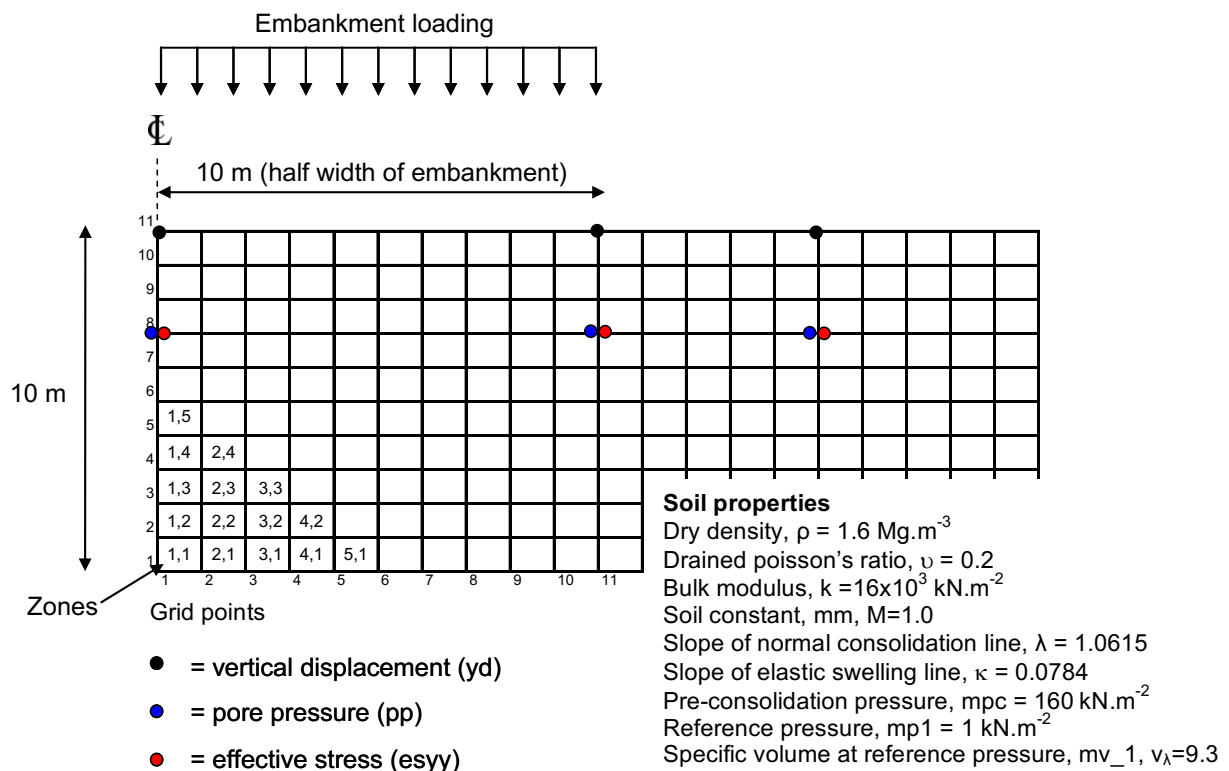 Embankment loading
℄
10 m (half width of embankment)
11
10
9
8
7
6
5
4
3
2
1
10 m
1,5
1,4 2,4
1,3 2,3 3,3
1,2 2,2 3,2 4,2
1,1 2,1 3,1 4,1 5,1
1 2 3 4 5 6 7 8 9 10 11
Zones
Grid points
= vertical displacement (yd)
= pore pressure (pp)
= effective stress (esyy)
Soil properties
Dry density, ρ = 1.6 Mg.m⁻³
Drained poisson's ratio, υ = 0.2
Bulk modulus, k =16x10³ kN.m⁻²
Soil constant, mm, M=1.0
Slope of normal consolidation line, λ = 1.0615
Slope of elastic swelling line, κ = 0.0784
Pre-consolidation pressure, mpc = 160 kN.m⁻²
Reference pressure, mp1 = 1 kN.m⁻²
Specific volume at reference pressure, mv_1, v_λ=9.3